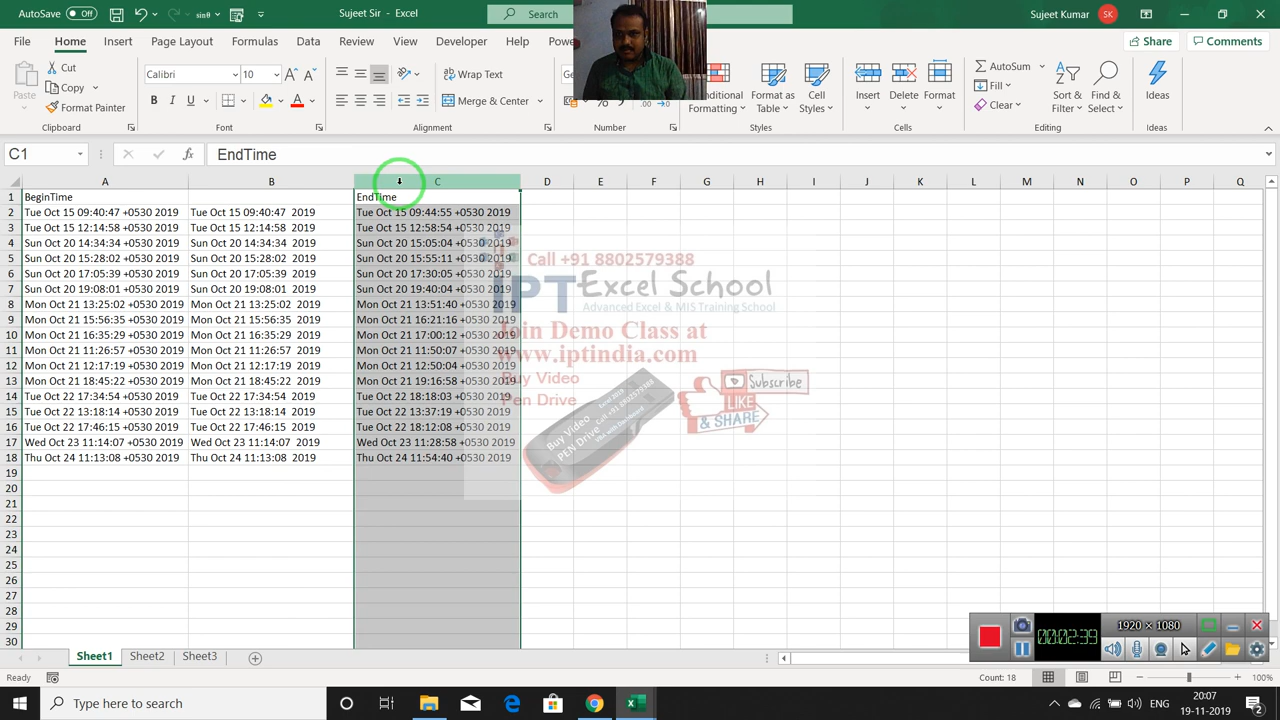 AutoSave Off sinθ Sujeet Sir - Excel Search Sujeet Kumar SK
File Home Insert Page Layout Formulas Data Review View Developer Help Share Comments
Paste Cut Copy Format Painter Clipboard
Calibri 10 B I U A Font
Wrap Text Merge & Center Alignment
Number
Conditional Formatting Format as Table Cell Styles Styles
Insert Delete Format Cells
AutoSum Fill Clear Sort & Filter Find & Select Editing
Ideas Ideas
C1 fx EndTime
A B C D E F G H I J K L M N O P Q
1 BeginTime EndTime
2 Tue Oct 15 09:40:47 +0530 2019 Tue Oct 15 09:40:47 2019 Tue Oct 15 09:44:55 +0530 2019
3 Tue Oct 15 12:14:58 +0530 2019 Tue Oct 15 12:14:58 2019 Tue Oct 15 12:58:54 +0530 2019
4 Sun Oct 20 14:34:34 +0530 2019 Sun Oct 20 14:34:34 2019 Sun Oct 20 15:05:04 +0530 2019
5 Sun Oct 20 15:28:02 +0530 2019 Sun Oct 20 15:28:02 2019 Sun Oct 20 15:55:11 +0530 2019
6 Sun Oct 20 17:05:39 +0530 2019 Sun Oct 20 17:05:39 2019 Sun Oct 20 17:30:05 +0530 2019
7 Sun Oct 20 19:08:01 +0530 2019 Sun Oct 20 19:08:01 2019 Sun Oct 20 19:40:04 +0530 2019
8 Mon Oct 21 13:25:02 +0530 2019 Mon Oct 21 13:25:02 2019 Mon Oct 21 13:51:40 +0530 2019
9 Mon Oct 21 15:56:35 +0530 2019 Mon Oct 21 15:56:35 2019 Mon Oct 21 16:21:16 +0530 2019
10 Mon Oct 21 16:35:29 +0530 2019 Mon Oct 21 16:35:29 2019 Mon Oct 21 17:00:12 +0530 2019
11 Mon Oct 21 11:26:57 +0530 2019 Mon Oct 21 11:26:57 2019 Mon Oct 21 11:50:07 +0530 2019
12 Mon Oct 21 12:17:19 +0530 2019 Mon Oct 21 12:17:19 2019 Mon Oct 21 12:50:04 +0530 2019
13 Mon Oct 21 18:45:22 +0530 2019 Mon Oct 21 18:45:22 2019 Mon Oct 21 19:16:58 +0530 2019
14 Tue Oct 22 17:34:54 +0530 2019 Tue Oct 22 17:34:54 2019 Tue Oct 22 18:18:03 +0530 2019
15 Tue Oct 22 13:18:14 +0530 2019 Tue Oct 22 13:18:14 2019 Tue Oct 22 13:37:19 +0530 2019
16 Tue Oct 22 17:46:15 +0530 2019 Tue Oct 22 17:46:15 2019 Tue Oct 22 18:12:08 +0530 2019
17 Wed Oct 23 11:14:07 +0530 2019 Wed Oct 23 11:14:07 2019 Wed Oct 23 11:28:58 +0530 2019
18 Thu Oct 24 11:13:08 +0530 2019 Thu Oct 24 11:13:08 2019 Thu Oct 24 11:54:40 +0530 2019
19
20
21
22
23
24
25
26
27
28
29
30
Call +91 8802579388
IPT Excel School
Advanced Excel & MIS Training School
Join Demo Class at
www.iptindia.com
Buy Video
Pen Drive
Buy Video
PEN Drive
Call +91 8802579388
Subscribe
LIKE
& SHARE
00:02:39 1920 × 1080
Sheet1 Sheet2 Sheet3
Ready Count: 18 100%
Type here to search ENG 20:07
19-11-2019